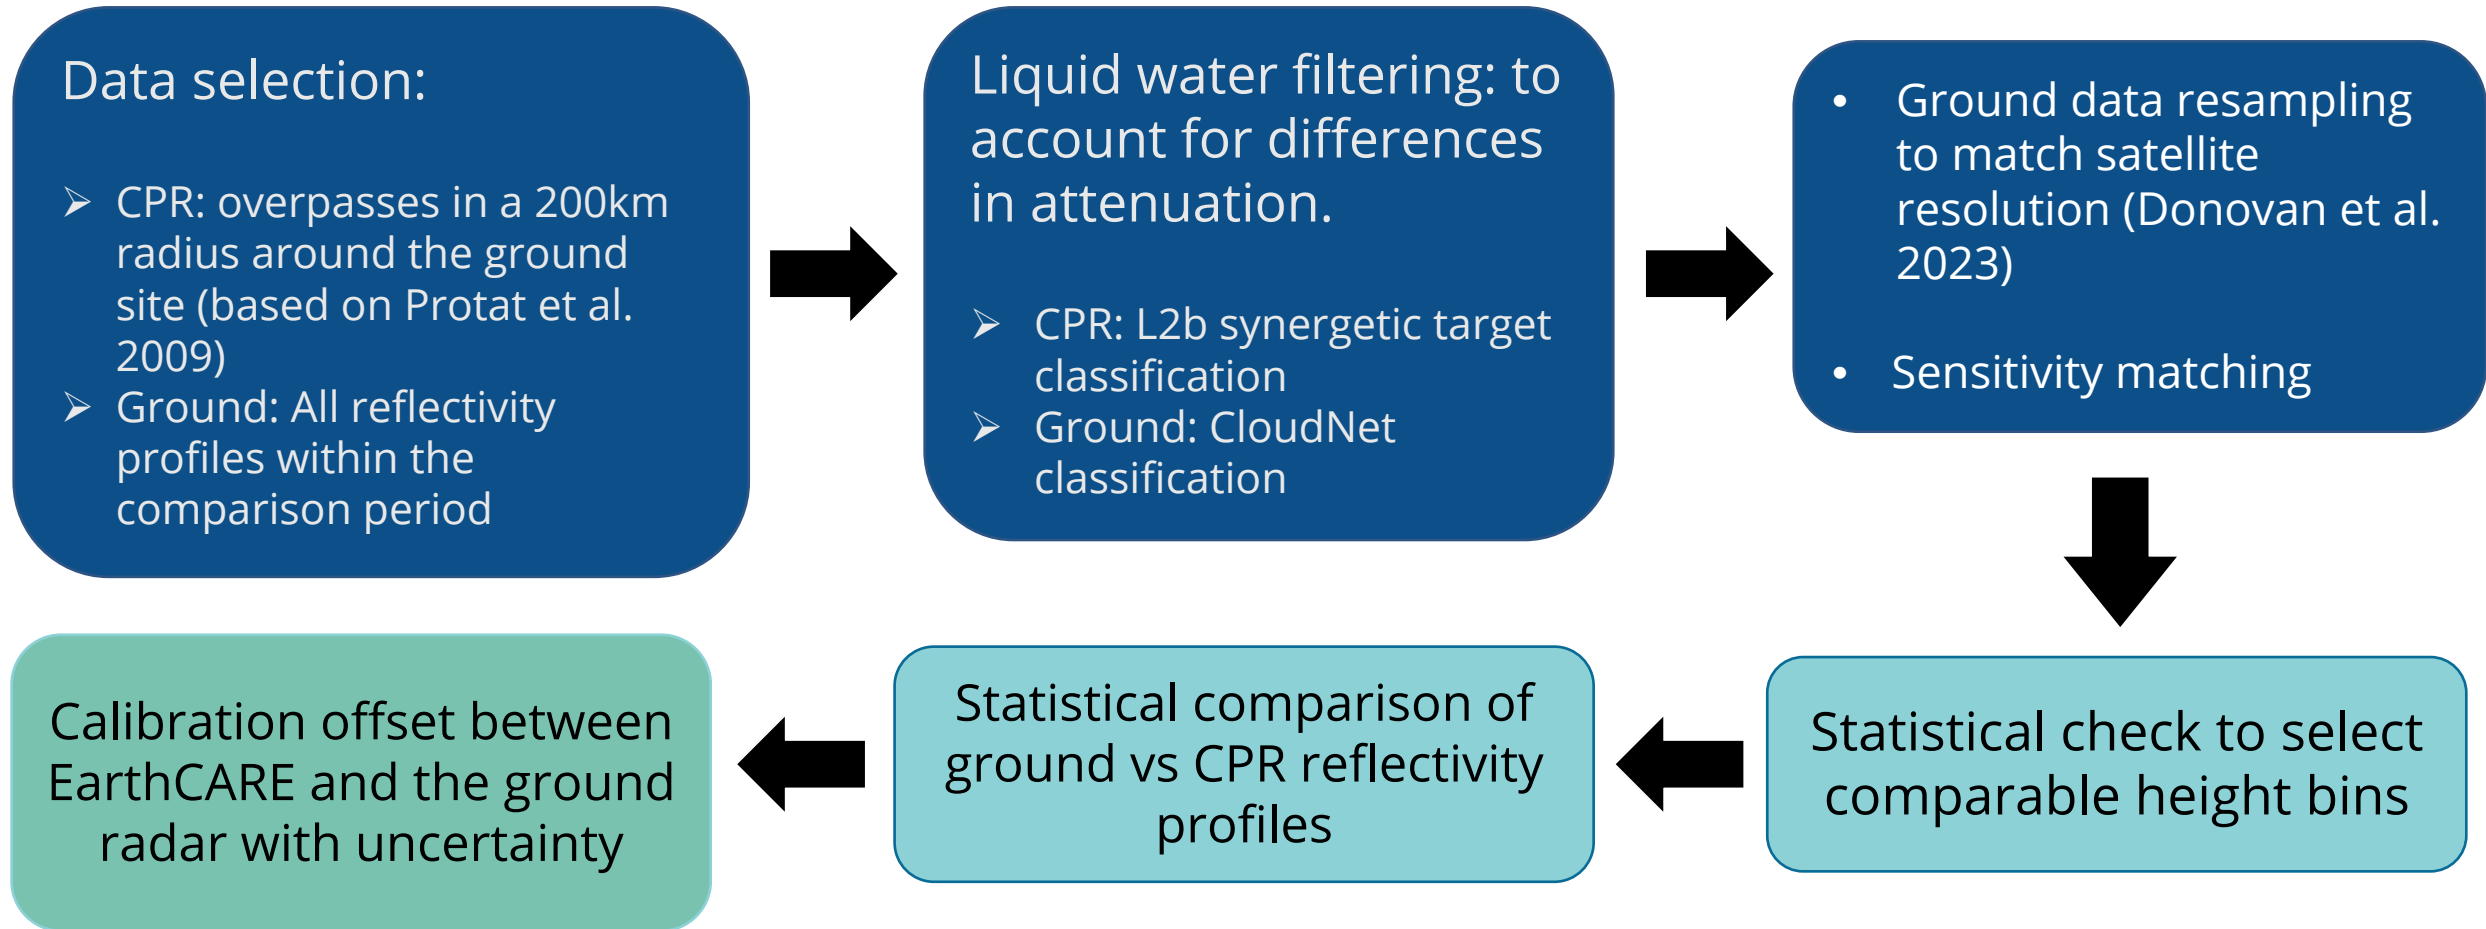 Data selection:
➢ CPR: overpasses in a 200km
radius around the ground
site (based on Protat et al.
2009)
➢ Ground: All reflectivity
profiles within the
comparison period
Liquid water filtering: to
account for differences
in attenuation.
➢ CPR: L2b synergetic target
classification
➢ Ground: CloudNet
classification
• Ground data resampling
to match satellite
resolution (Donovan et al.
2023)
• Sensitivity matching
Statistical check to select
comparable height bins
Statistical comparison of
ground vs CPR reflectivity
profiles
Calibration offset between
EarthCARE and the ground
radar with uncertainty